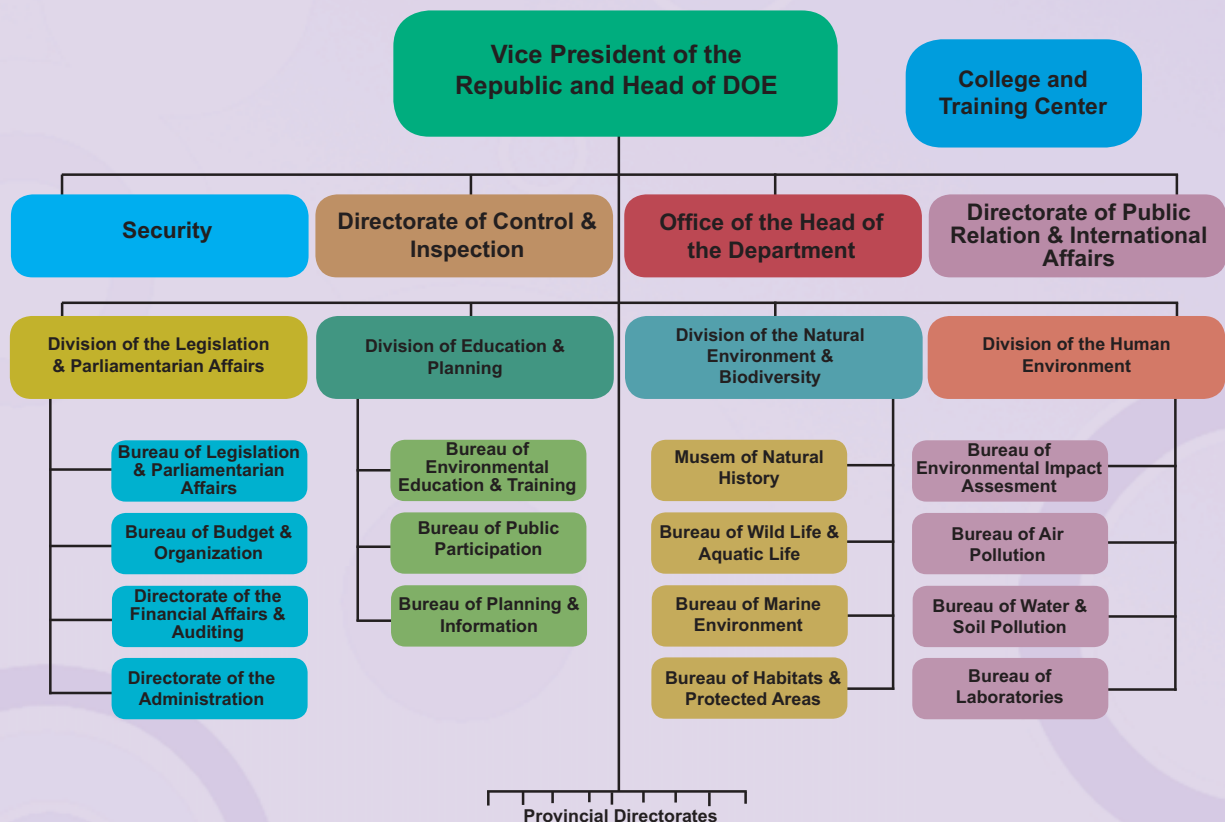 Vice President of the
Republic and Head of DOE
College and
Training Center
Security
Directorate of Control &
Inspection
Office of the Head of
the Department
Directorate of Public
Relation & International
Affairs
Division of the Legislation
& Parliamentarian Affairs
Division of Education &
Planning
Division of the Natural
Environment &
Biodiversity
Division of the Human
Environment
Bureau of Legislation
& Parliamentarian
Affairs
Bureau of Budget &
Organization
Directorate of the
Financial Affairs &
Auditing
Directorate of the
Administration
Bureau of
Environmental
Education & Training
Bureau of Public
Participation
Bureau of Planning &
Information
Musem of Natural
History
Bureau of Wild Life &
Aquatic Life
Bureau of Marine
Environment
Bureau of Habitats &
Protected Areas
Bureau of
Environmental Impact
Assesment
Bureau of Air
Pollution
Bureau of Water &
Soil Pollution
Bureau of
Laboratories
Provincial Directorates